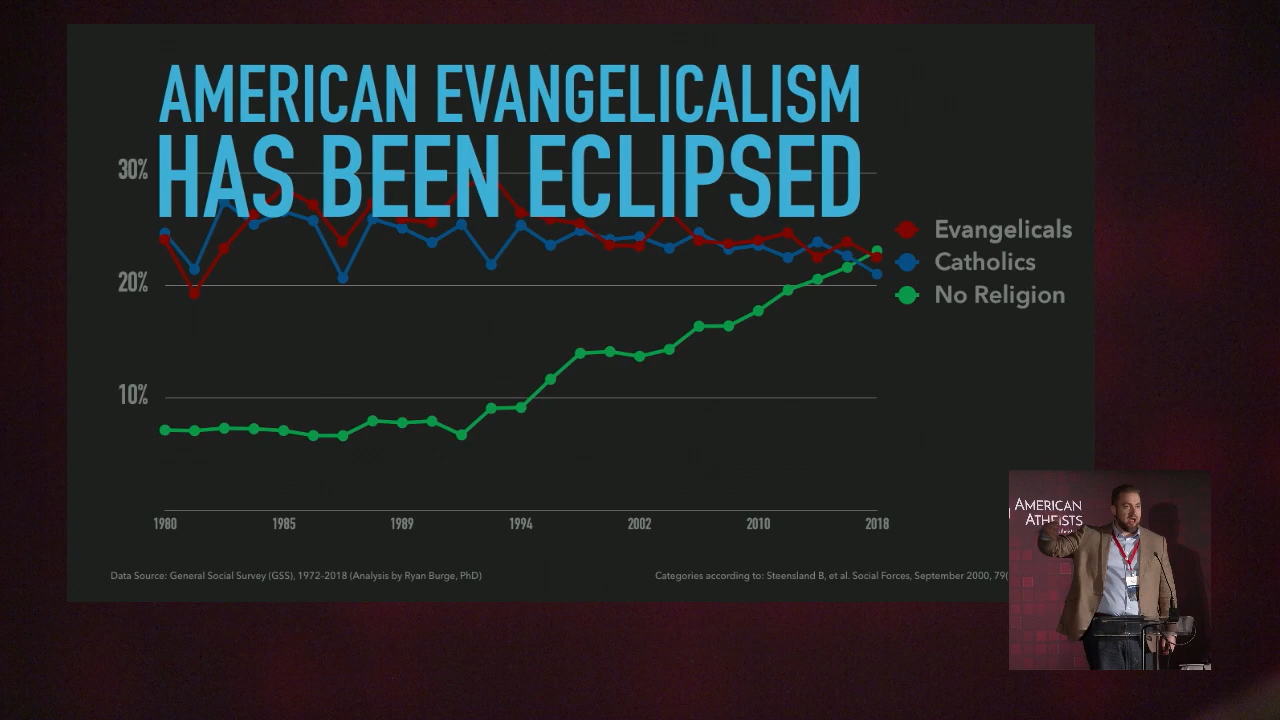 AMERICAN EVANGELICALISM
HAS BEEN ECLIPSED
30%
20%
10%
Evangelicals
Catholics
No Religion
1980 1985 1989 1994 2002 2010 2018
Data Source: General Social Survey (GSS), 1972-2018 (Analysis by Ryan Burge, PhD)
Categories according to: Steensland B, et al. Social Forces, September 2000, 79(
AMERICAN
ATHEISTS